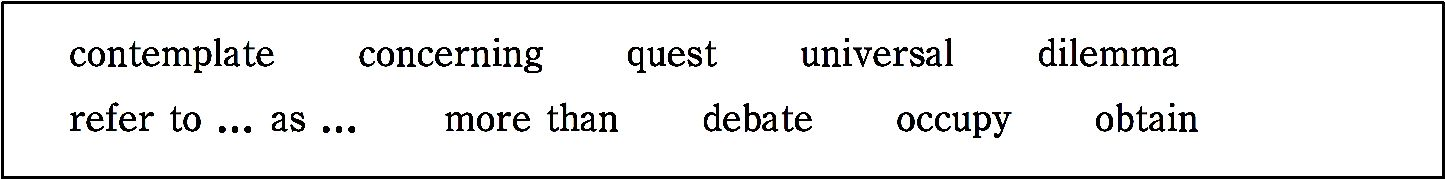 contemplate concerning quest universal dilemma
refer to ... as ... more than debate occupy obtain